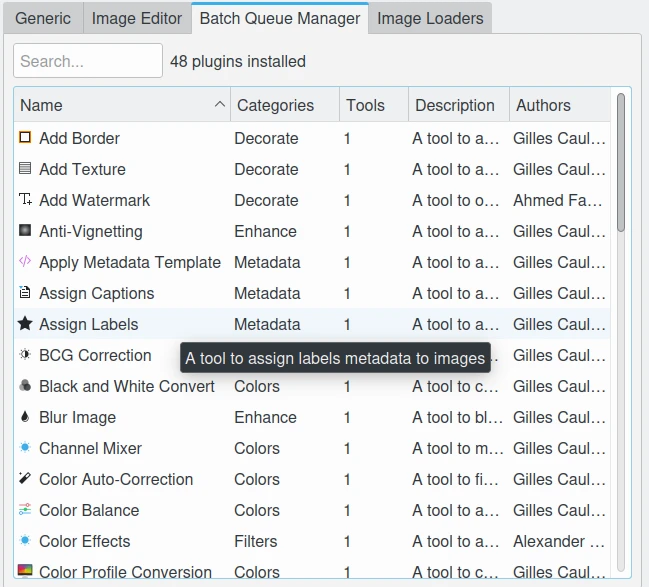 Generic Image Editor Batch Queue Manager Image Loaders
Search... 48 plugins installed
Name Categories Tools Description Authors
Add Border Decorate 1 A tool to a... Gilles Caul...
Add Texture Decorate 1 A tool to a... Gilles Caul...
Add Watermark Decorate 1 A tool to o... Ahmed Fa...
Anti-Vignetting Enhance 1 A tool to a... Gilles Caul...
Apply Metadata Template Metadata 1 A tool to a... Gilles Caul...
Assign Captions Metadata 1 A tool to a... Gilles Caul...
Assign Labels Metadata 1 A tool to a... Gilles Caul...
BCG Correction A tool to assign labels metadata to images Gilles Caul...
Black and White Convert Colors 1 A tool to c... Gilles Caul...
Blur Image Enhance 1 A tool to bl... Gilles Caul...
Channel Mixer Colors 1 A tool to m... Gilles Caul...
Color Auto-Correction Colors 1 A tool to fi... Gilles Caul...
Color Balance Colors 1 A tool to a... Gilles Caul...
Color Effects Filters 1 A tool to a... Alexander ...
Color Profile Conversion Colors 1 A tool to c... Gilles Caul...